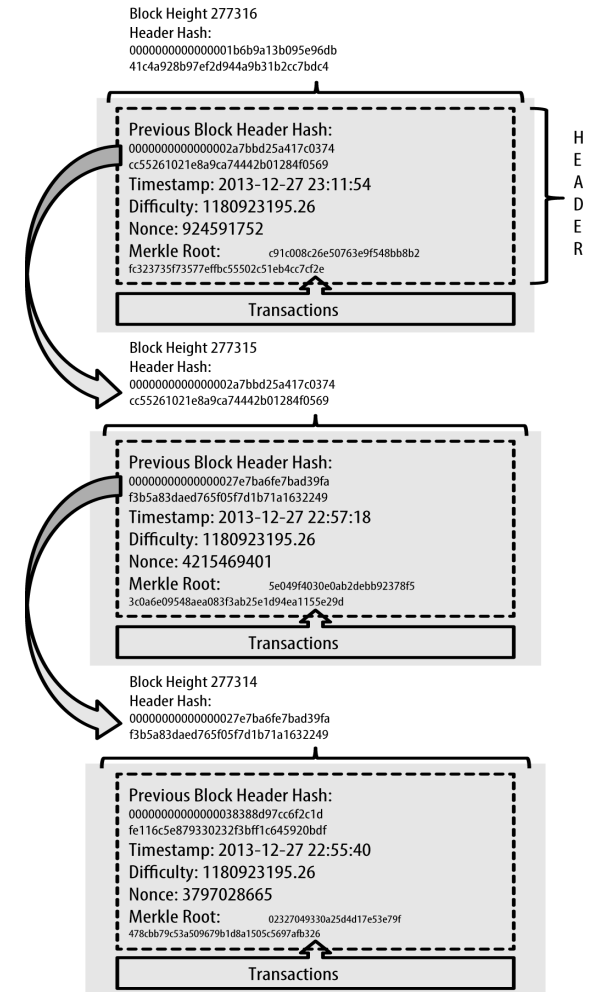 Block Height 277316
Header Hash:
0000000000000001b6b9a13b095e96db
41c4a928b97ef2d944a9b31b2cc7bdc4
Previous Block Header Hash:
0000000000000002a7bbd25a417c0374
cc55261021e8a9ca74442b01284f0569
Timestamp: 2013-12-27 23:11:54
Difficulty: 1180923195.26
Nonce: 924591752
Merkle Root: c91c008c26e50763e9f548bb8b2
fc323735f73577effbc55502c51eb4cc7cf2e
Transactions
HEADER
Block Height 277315
Header Hash:
0000000000000002a7bbd25a417c0374
cc55261021e8a9ca74442b01284f0569
Previous Block Header Hash:
00000000000000027e7ba6fe7bad39fa
f3b5a83daed765f05f7d1b71a1632249
Timestamp: 2013-12-27 22:57:18
Difficulty: 1180923195.26
Nonce: 4215469401
Merkle Root: 5e049f4030e0ab2debb92378f5
3c0a6e09548aea083f3ab25e1d94ea1155e29d
Transactions
Block Height 277314
Header Hash:
00000000000000027e7ba6fe7bad39fa
f3b5a83daed765f05f7d1b71a1632249
Previous Block Header Hash:
00000000000000038388d97cc6f2c1d
fe116c5e879330232f3bff1c645920bdf
Timestamp: 2013-12-27 22:55:40
Difficulty: 1180923195.26
Nonce: 3797028665
Merkle Root: 02327049330a25d4d17e53e79f
478cbb79c53a509679b1d8a1505c5697afb326
Transactions